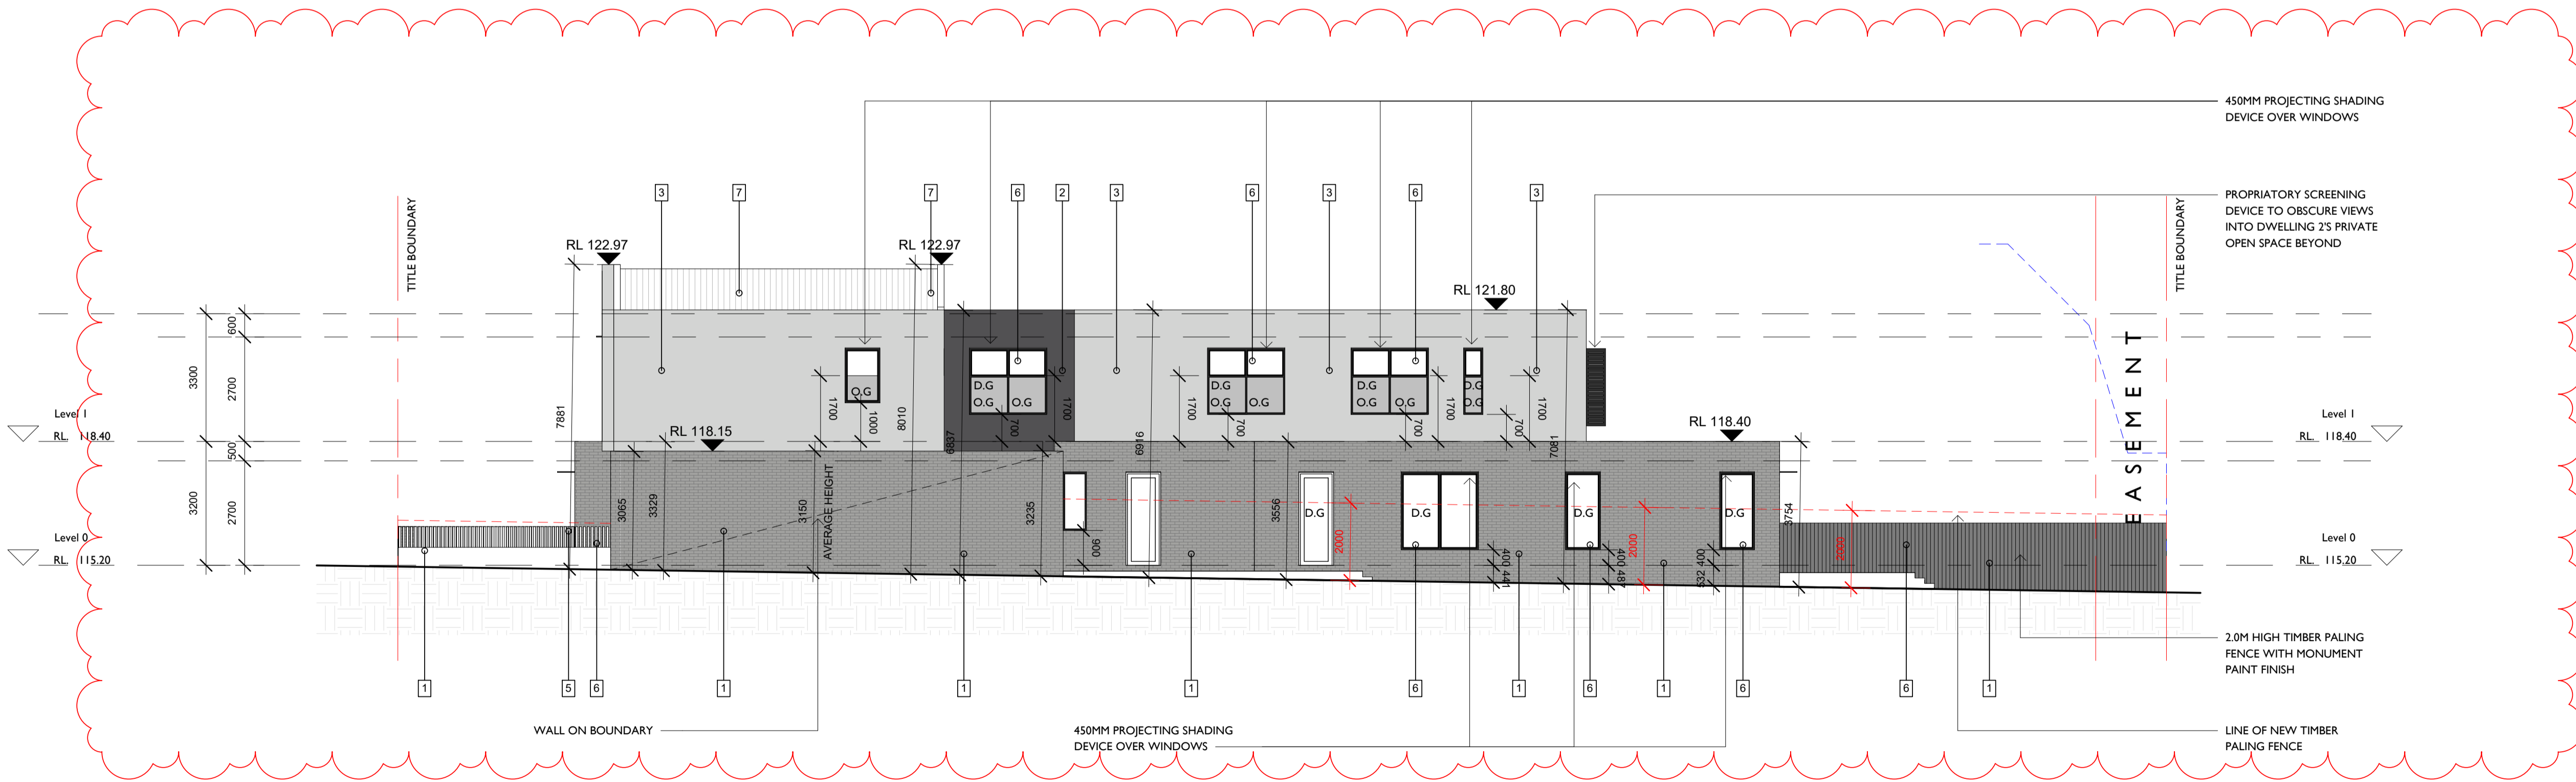 450MM PROJECTING SHADING
DEVICE OVER WINDOWS
3
7
7
6
2
3
6
3
6
3
PROPRIATORY SCREENING
DEVICE TO OBSCURE VIEWS
INTO DWELLING 2'S PRIVATE
OPEN SPACE BEYOND
TITLE BOUNDARY
TITLE BOUNDARY
RL 122.97
RL 122.97
RL 121.80
600
3300
2700
500
3200
2700
7881
8010
6837
6916
7081
O.G
1700
1000
D.G
O.G
O.G
700
1700
1700
D.G
O.G
O.G
700
D.G
O.G
O.G
700
1700
D.G
O.G
700
1700
EASEMENT
Level 1
RL. 118.40
Level 1
RL. 118.40
RL 118.15
RL 118.40
3065
3329
3150
AVERAGE HEIGHT
3235
900
3556
D.G
2000
D.G
400 441
D.G
400 487
2000
D.G
532 400
3754
2000
Level 0
RL. 115.20
Level 0
RL. 115.20
2.0M HIGH TIMBER PALING
FENCE WITH MONUMENT
PAINT FINISH
1
5
6
1
1
1
6
1
6
1
6
6
1
WALL ON BOUNDARY
450MM PROJECTING SHADING
DEVICE OVER WINDOWS
LINE OF NEW TIMBER
PALING FENCE